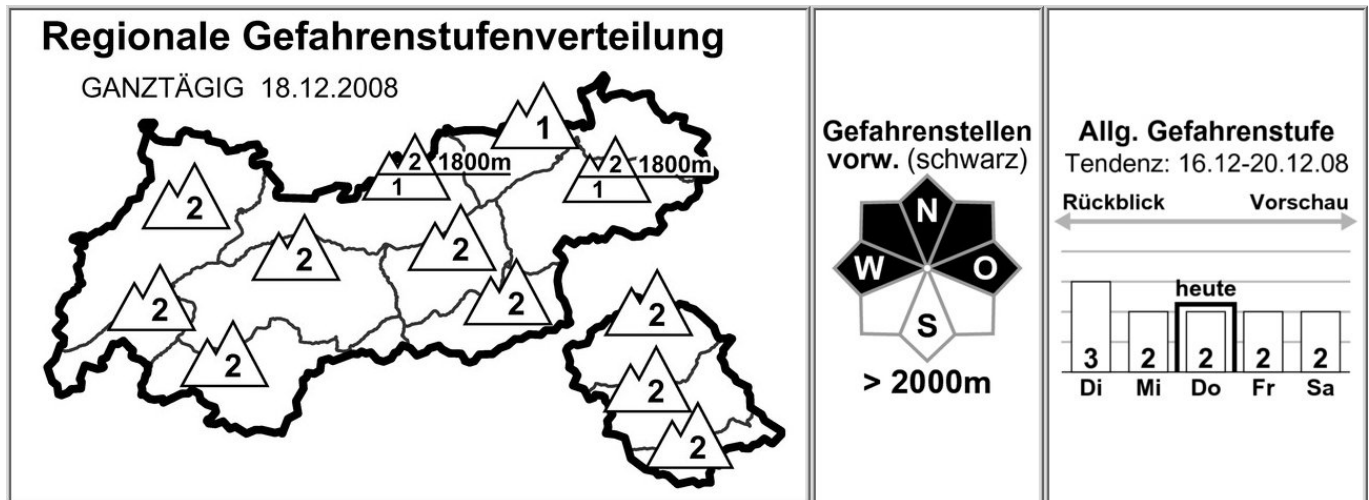 Regionale Gefahrenstufenverteilung
GANZTÄGIG 18.12.2008
1
2 1800m
1
2 1800m
1
2
2
2
2
2
2
2
2
2
Gefahrenstellen
vorw. (schwarz)
N
W O
S
> 2000m
Allg. Gefahrenstufe
Tendenz: 16.12-20.12.08
Rückblick Vorschau
heute
3 2 2 2 2
Di Mi Do Fr Sa